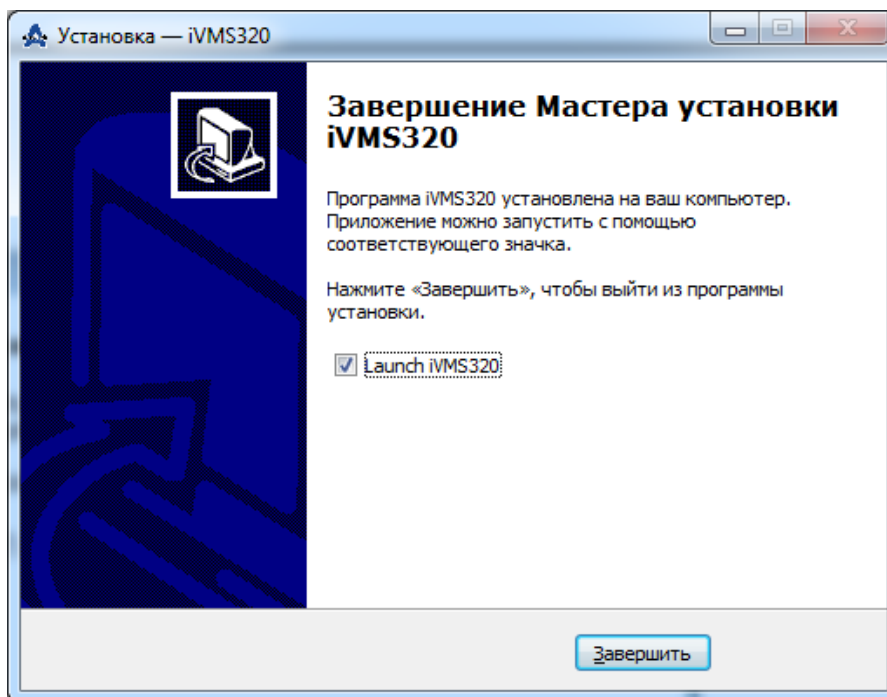 Установка — iVMS320
Завершение Мастера установки
iVMS320
Программа iVMS320 установлена на ваш компьютер.
Приложение можно запустить с помощью
соответствующего значка.
Нажмите «Завершить», чтобы выйти из программы
установки.
Launch iVMS320
Завершить